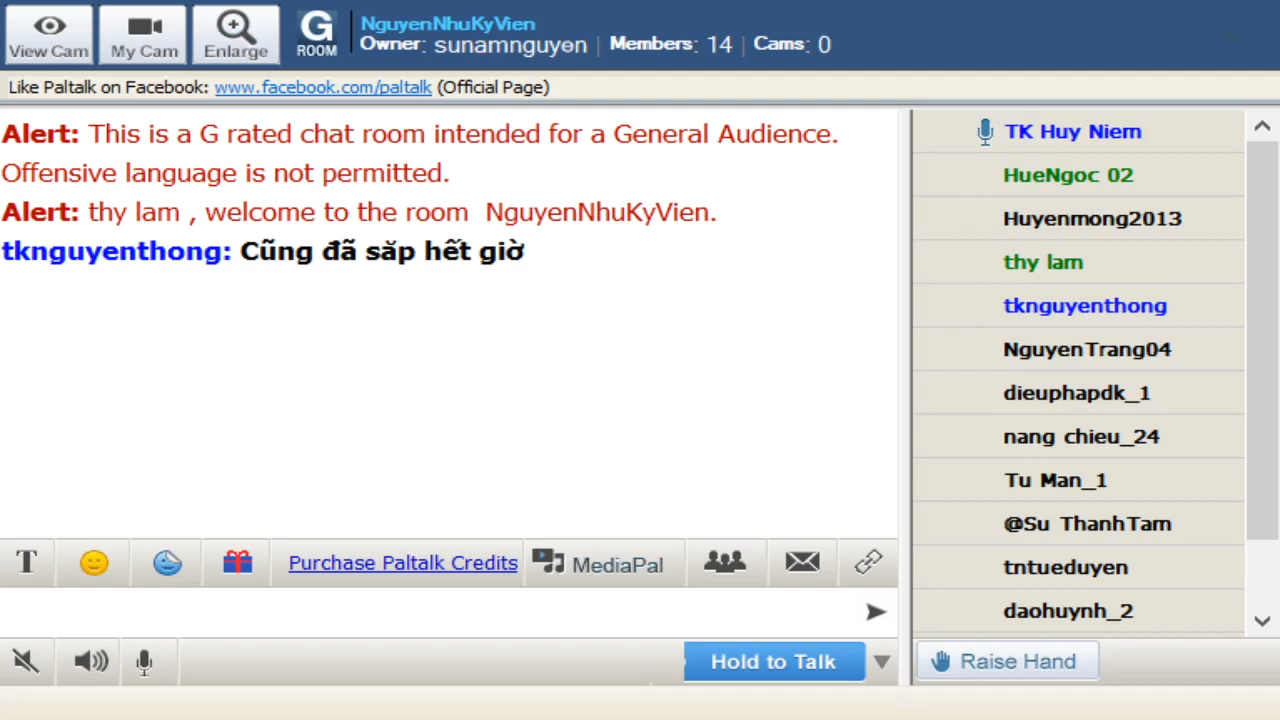 View Cam
My Cam
Enlarge
G
ROOM
NguyenNhuKyVien
Owner: sunamnguyen | Members: 14 | Cams: 0
Like Paltalk on Facebook: www.facebook.com/paltalk (Official Page)
Alert: This is a G rated chat room intended for a General Audience.
Offensive language is not permitted.
Alert: thy lam , welcome to the room NguyenNhuKyVien.
tknguyenthong: Cũng đã săp hết giờ
TK Huy Niem
HueNgoc 02
Huyenmong2013
thy lam
tknguyenthong
NguyenTrang04
dieuphapdk_1
nang chieu_24
Tu Man_1
@Su ThanhTam
tntueduyen
daohuynh_2
T
Purchase Paltalk Credits
MediaPal
Hold to Talk
Raise Hand